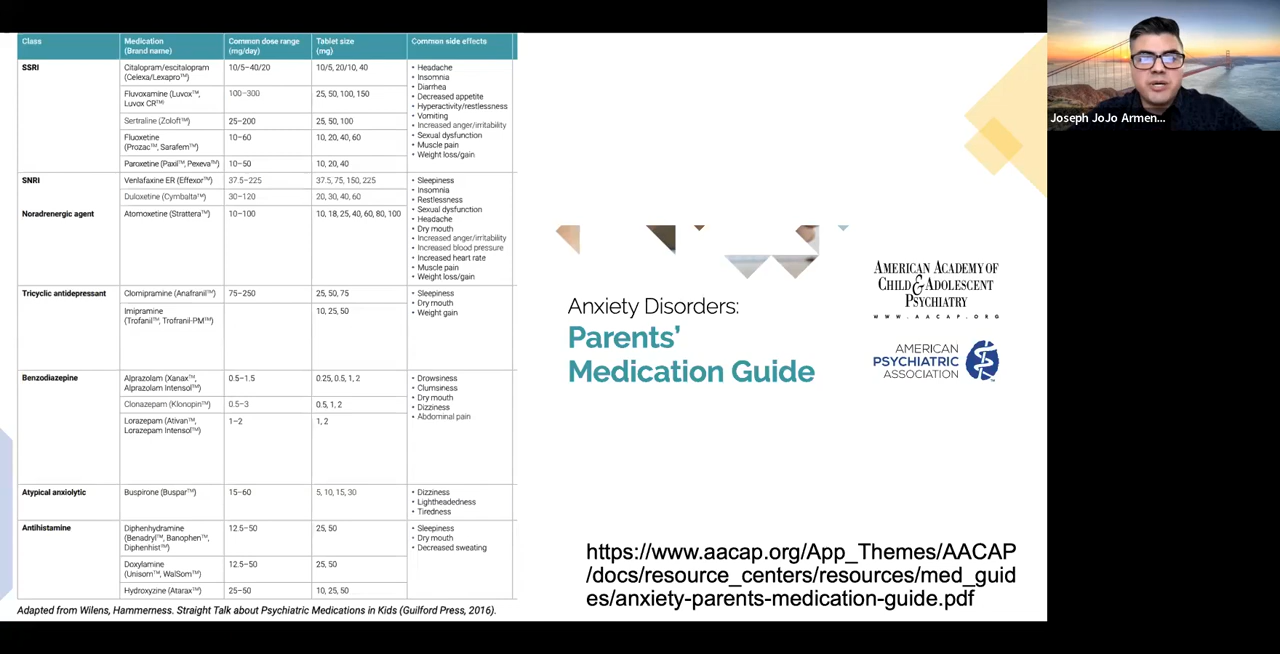 Class Medication (Brand name) Common dose range (mg/day) Tablet size (mg) Common side effects
SSRI
Citalopram/escitalopram
(Celexa/Lexapro™)
10/5–40/20
10/5, 20/10, 40
Fluvoxamine (Luvox™,
Luvox CR™)
100–300
25, 50, 100, 150
Sertraline (Zoloft™)
25–200
25, 50, 100
Fluoxetine
(Prozac™, Sarafem™)
10–60
10, 20, 40, 60
Paroxetine (Paxil™, Pexeva™)
10–50
10, 20, 40
• Headache
• Insomnia
• Diarrhea
• Decreased appetite
• Hyperactivity/restlessness
• Vomiting
• Increased anger/irritability
• Sexual dysfunction
• Muscle pain
• Weight loss/gain
SNRI
Venlafaxine ER (Effexor™)
37.5–225
37.5, 75, 150, 225
Duloxetine (Cymbalta™)
30–120
20, 30, 40, 60
Noradrenergic agent
Atomoxetine (Strattera™)
10–100
10, 18, 25, 40, 60, 80, 100
• Sleepiness
• Insomnia
• Restlessness
• Sexual dysfunction
• Headache
• Dry mouth
• Increased anger/irritability
• Increased blood pressure
• Increased heart rate
• Muscle pain
• Weight loss/gain
Tricyclic antidepressant
Clomipramine (Anafranil™)
75–250
25, 50, 75
Imipramine
(Trofanil™, Trofranil-PM™)
10, 25, 50
• Sleepiness
• Dry mouth
• Weight gain
Benzodiazepine
Alprazolam (Xanax™,
Alprazolam Intensol™)
0.5–1.5
0.25, 0.5, 1, 2
Clonazepam (Klonopin™)
0.5–3
0.5, 1, 2
Lorazepam (Ativan™,
Lorazepam Intensol™)
1–2
1, 2
• Drowsiness
• Clumsiness
• Dry mouth
• Dizziness
• Abdominal pain
Atypical anxiolytic
Buspirone (Buspar™)
15–60
5, 10, 15, 30
• Dizziness
• Lightheadedness
• Tiredness
Antihistamine
Diphenhydramine
(Benadryl™, Banophen™,
Diphenhist™)
12.5–50
25, 50
Doxylamine
(Unisom™, WalSom™)
12.5–50
25, 50
Hydroxyzine (Atarax™)
25–50
10, 25, 50
• Sleepiness
• Dry mouth
• Decreased sweating
Adapted from Wilens, Hammerness. Straight Talk about Psychiatric Medications in Kids (Guilford Press, 2016).
Anxiety Disorders:
Parents'
Medication Guide
AMERICAN ACADEMY OF
CHILD & ADOLESCENT
PSYCHIATRY
WWW.AACAP.ORG
AMERICAN
PSYCHIATRIC
ASSOCIATION
https://www.aacap.org/App_Themes/AACAP
/docs/resource_centers/resources/med_guid
es/anxiety-parents-medication-guide.pdf
Joseph JoJo Armen...